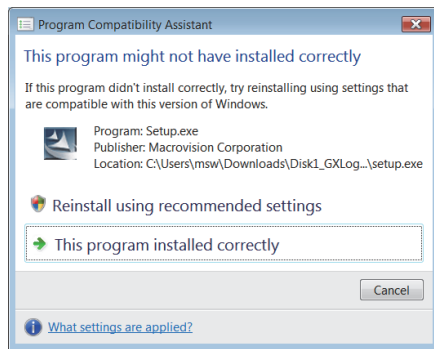 Program Compatibility Assistant
This program might not have installed correctly
If this program didn't install correctly, try reinstalling using settings that
are compatible with this version of Windows.
Program: Setup.exe
Publisher: Macrovision Corporation
Location: C:\Users\msw\Downloads\Disk1_GXLog...\setup.exe
Reinstall using recommended settings
This program installed correctly
Cancel
What settings are applied?